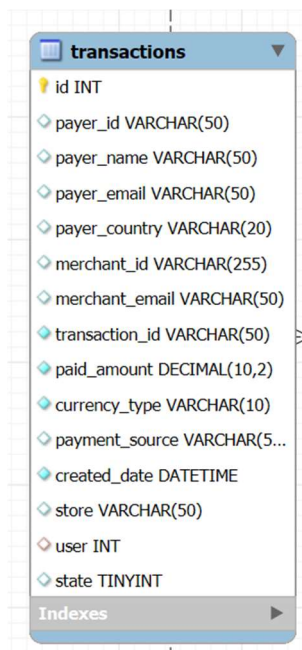 transactions
id INT
payer_id VARCHAR(50)
payer_name VARCHAR(50)
payer_email VARCHAR(50)
payer_country VARCHAR(20)
merchant_id VARCHAR(255)
merchant_email VARCHAR(50)
transaction_id VARCHAR(50)
paid_amount DECIMAL(10,2)
currency_type VARCHAR(10)
payment_source VARCHAR(5...
created_date DATETIME
store VARCHAR(50)
user INT
state TINYINT
Indexes